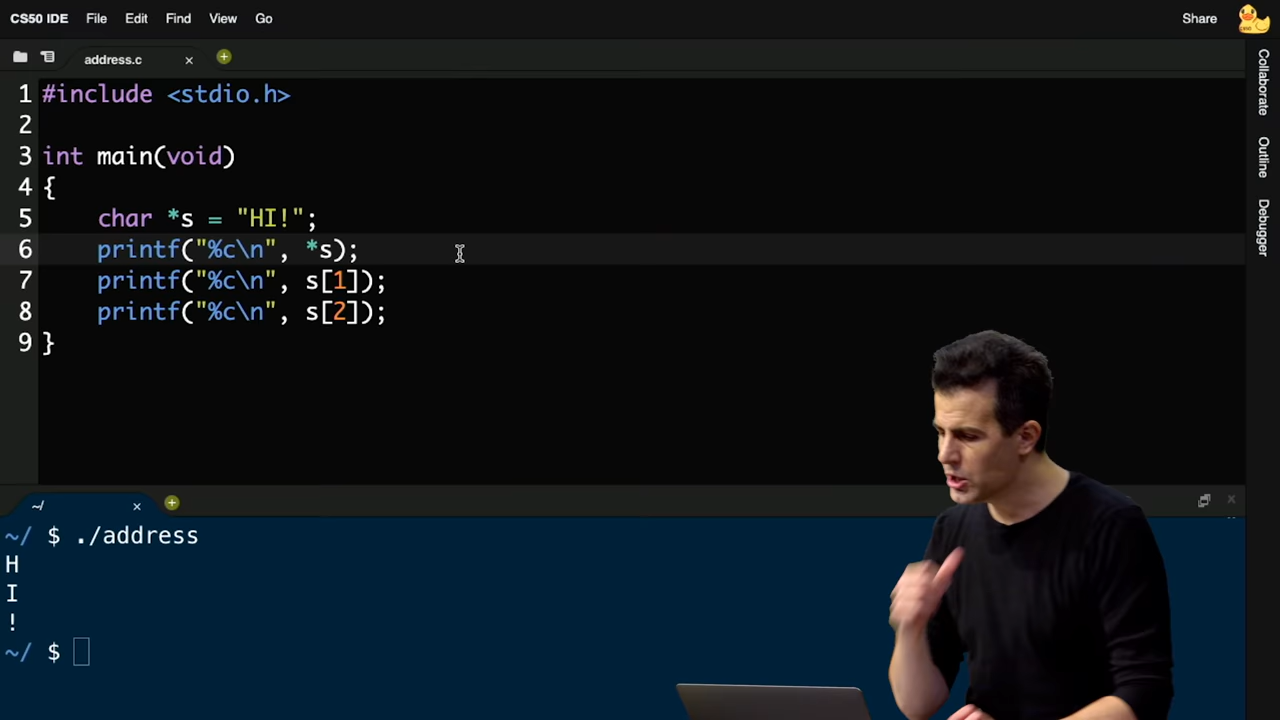 CS50 IDE File Edit Find View Go Share
address.c
1 #include <stdio.h>
2
3 int main(void)
4 {
5     char *s = "HI!";
6     printf("%c\n", *s);
7     printf("%c\n", s[1]);
8     printf("%c\n", s[2]);
9 }
Collaborate
Outline
Debugger
~/
~/ $ ./address
H
I
!
~/ $